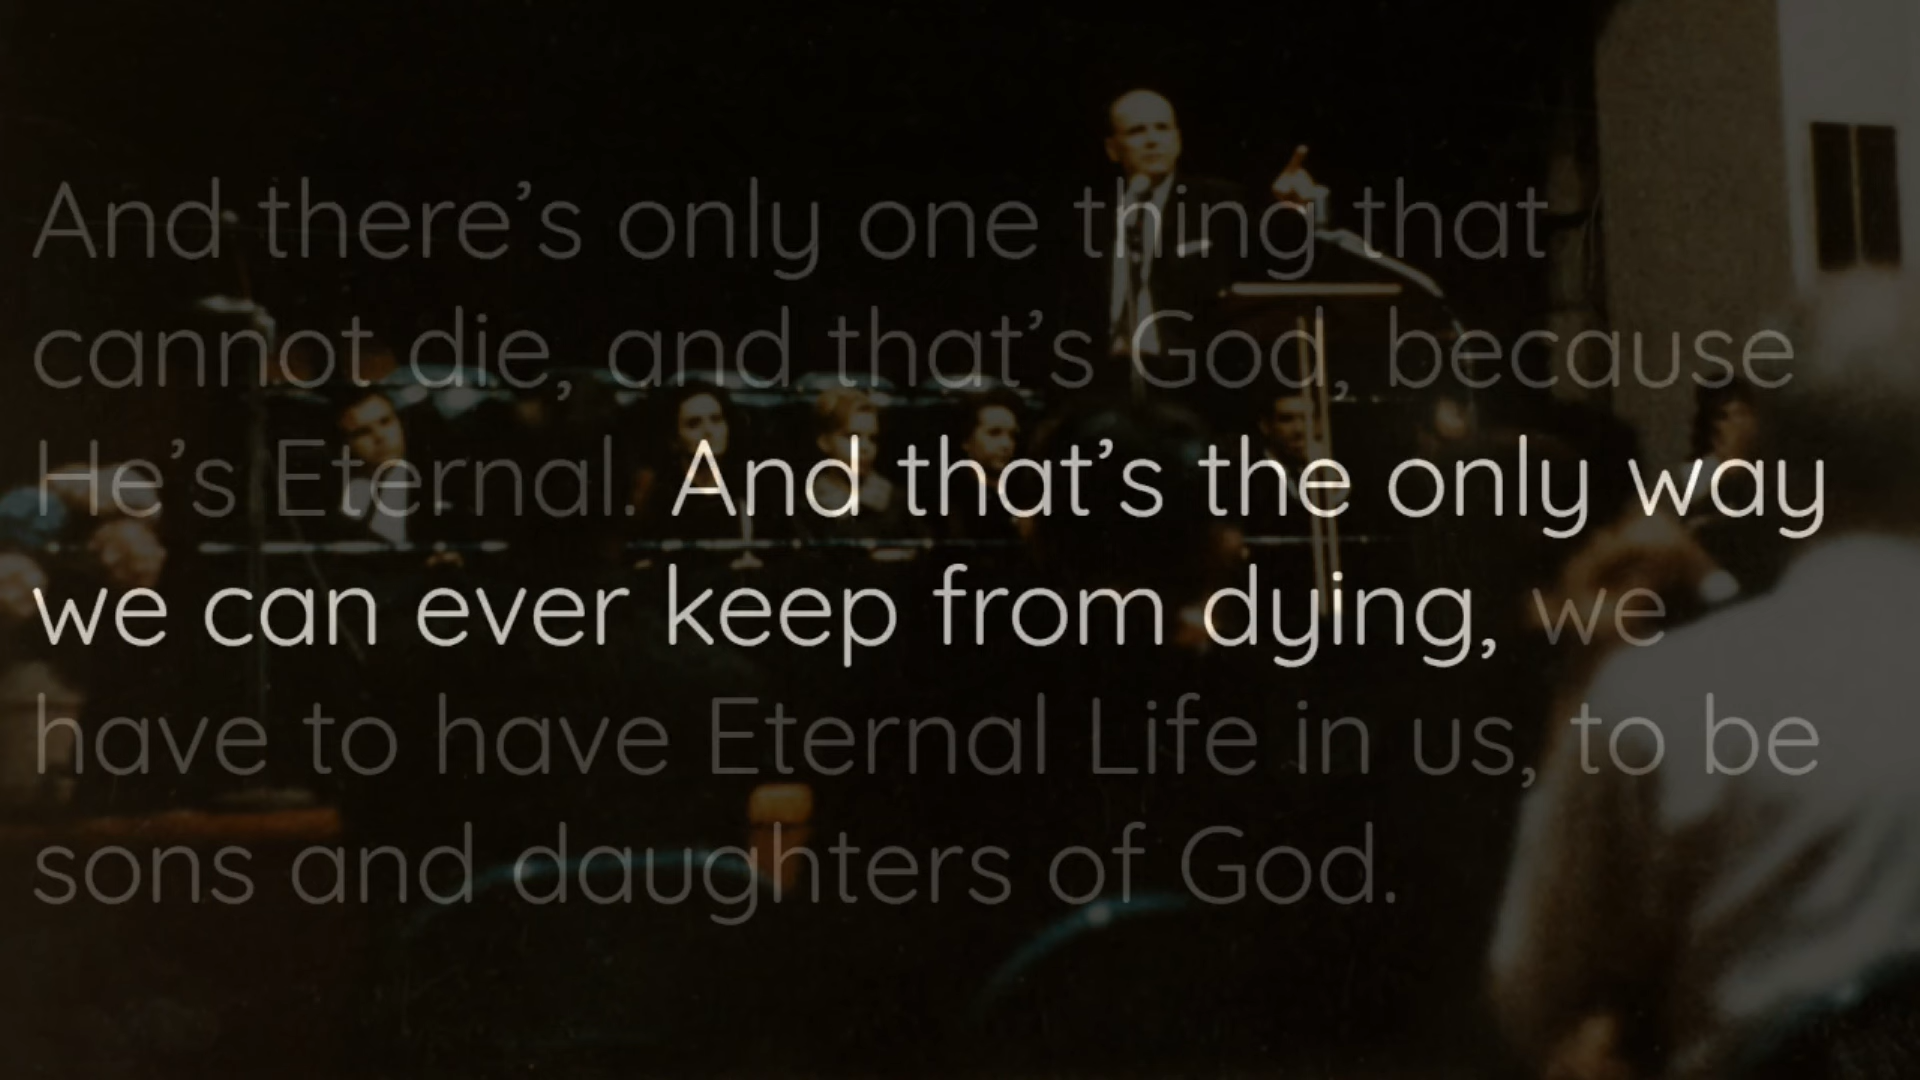 And there’s only one thing that
cannot die, and that’s God, because
He’s Eternal. And that’s the only way
we can ever keep from dying, we
have to have Eternal Life in us, to be
sons and daughters of God.